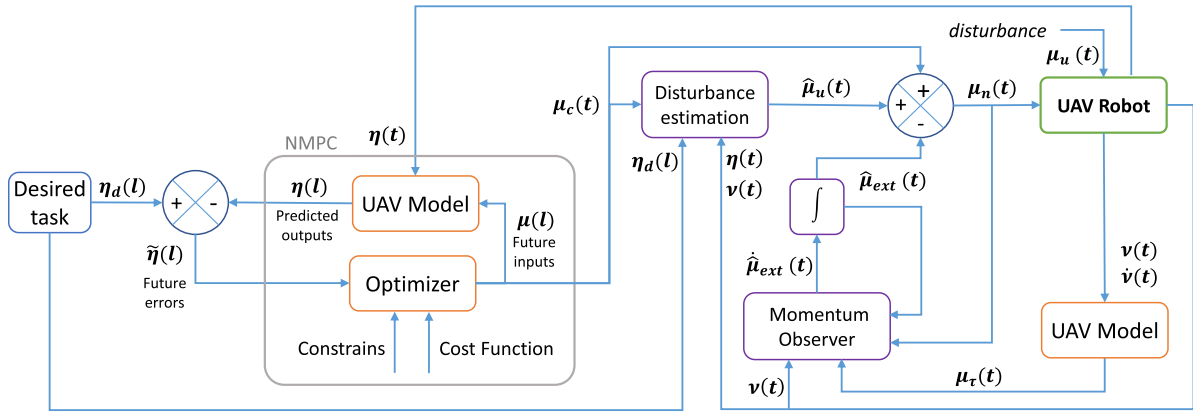 disturbance
μ_u (t)
UAV Robot
μ_n(t)
+
+
-
μ̂_u(t)
Disturbance
estimation
μ_c(t)
η_d(l)
η(t)
ν(t)
η(t)
NMPC
Desired
task
η_d(l)
+
-
η(l)
Predicted
outputs
UAV Model
μ(l)
Future
inputs
η̃(l)
Future
errors
Optimizer
Constrains
Cost Function
∫
μ̂_ext (t)
μ̂̇_ext (t)
Momentum
Observer
ν(t)
μ_τ(t)
ν(t)
ν̇(t)
UAV Model